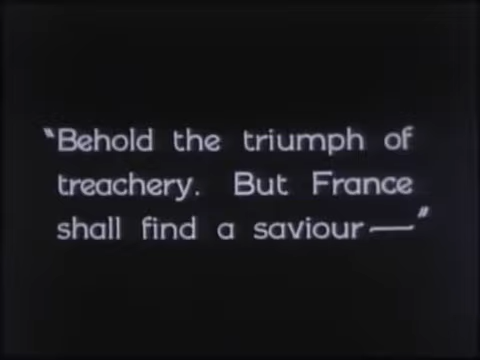 "Behold the triumph of
treachery. But France
shall find a saviour—"